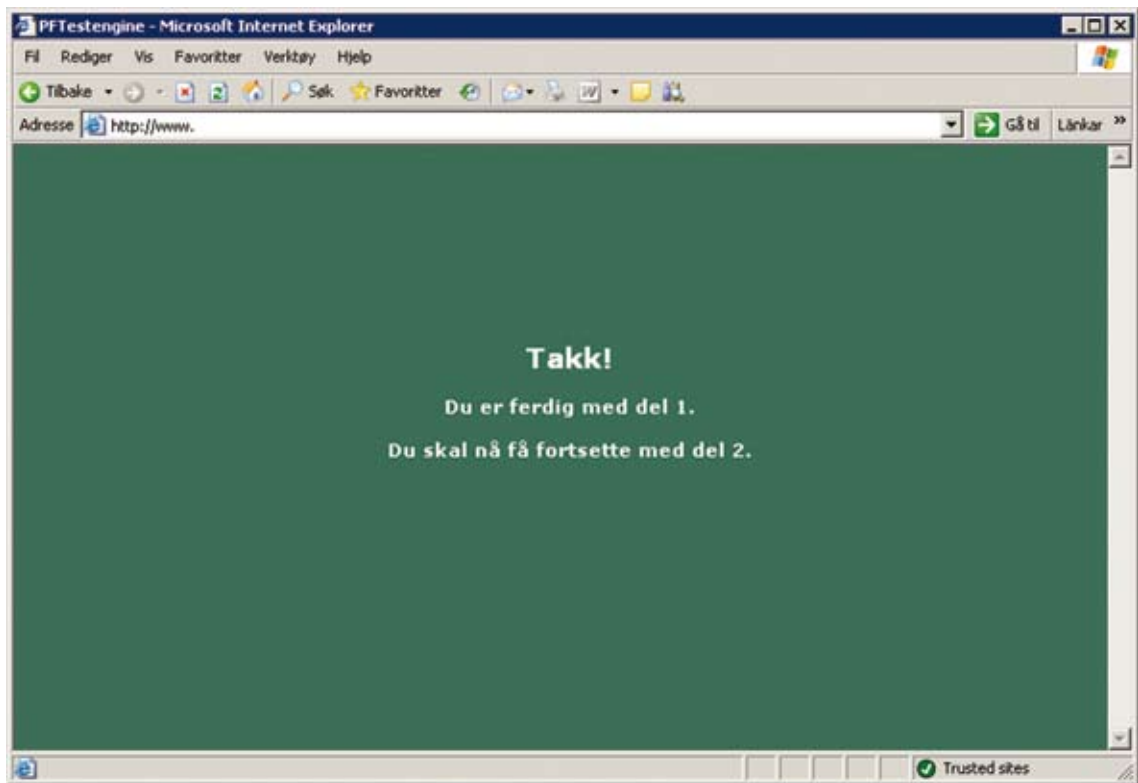 PFTestengine - Microsoft Internet Explorer
Fil Rediger Vis Favoritter Verktøy Hjelp
Tilbake Søk Favoritter
Adresse http://www. Gå til Länkar »
Takk!
Du er ferdig med del 1.
Du skal nå få fortsette med del 2.
Trusted sites